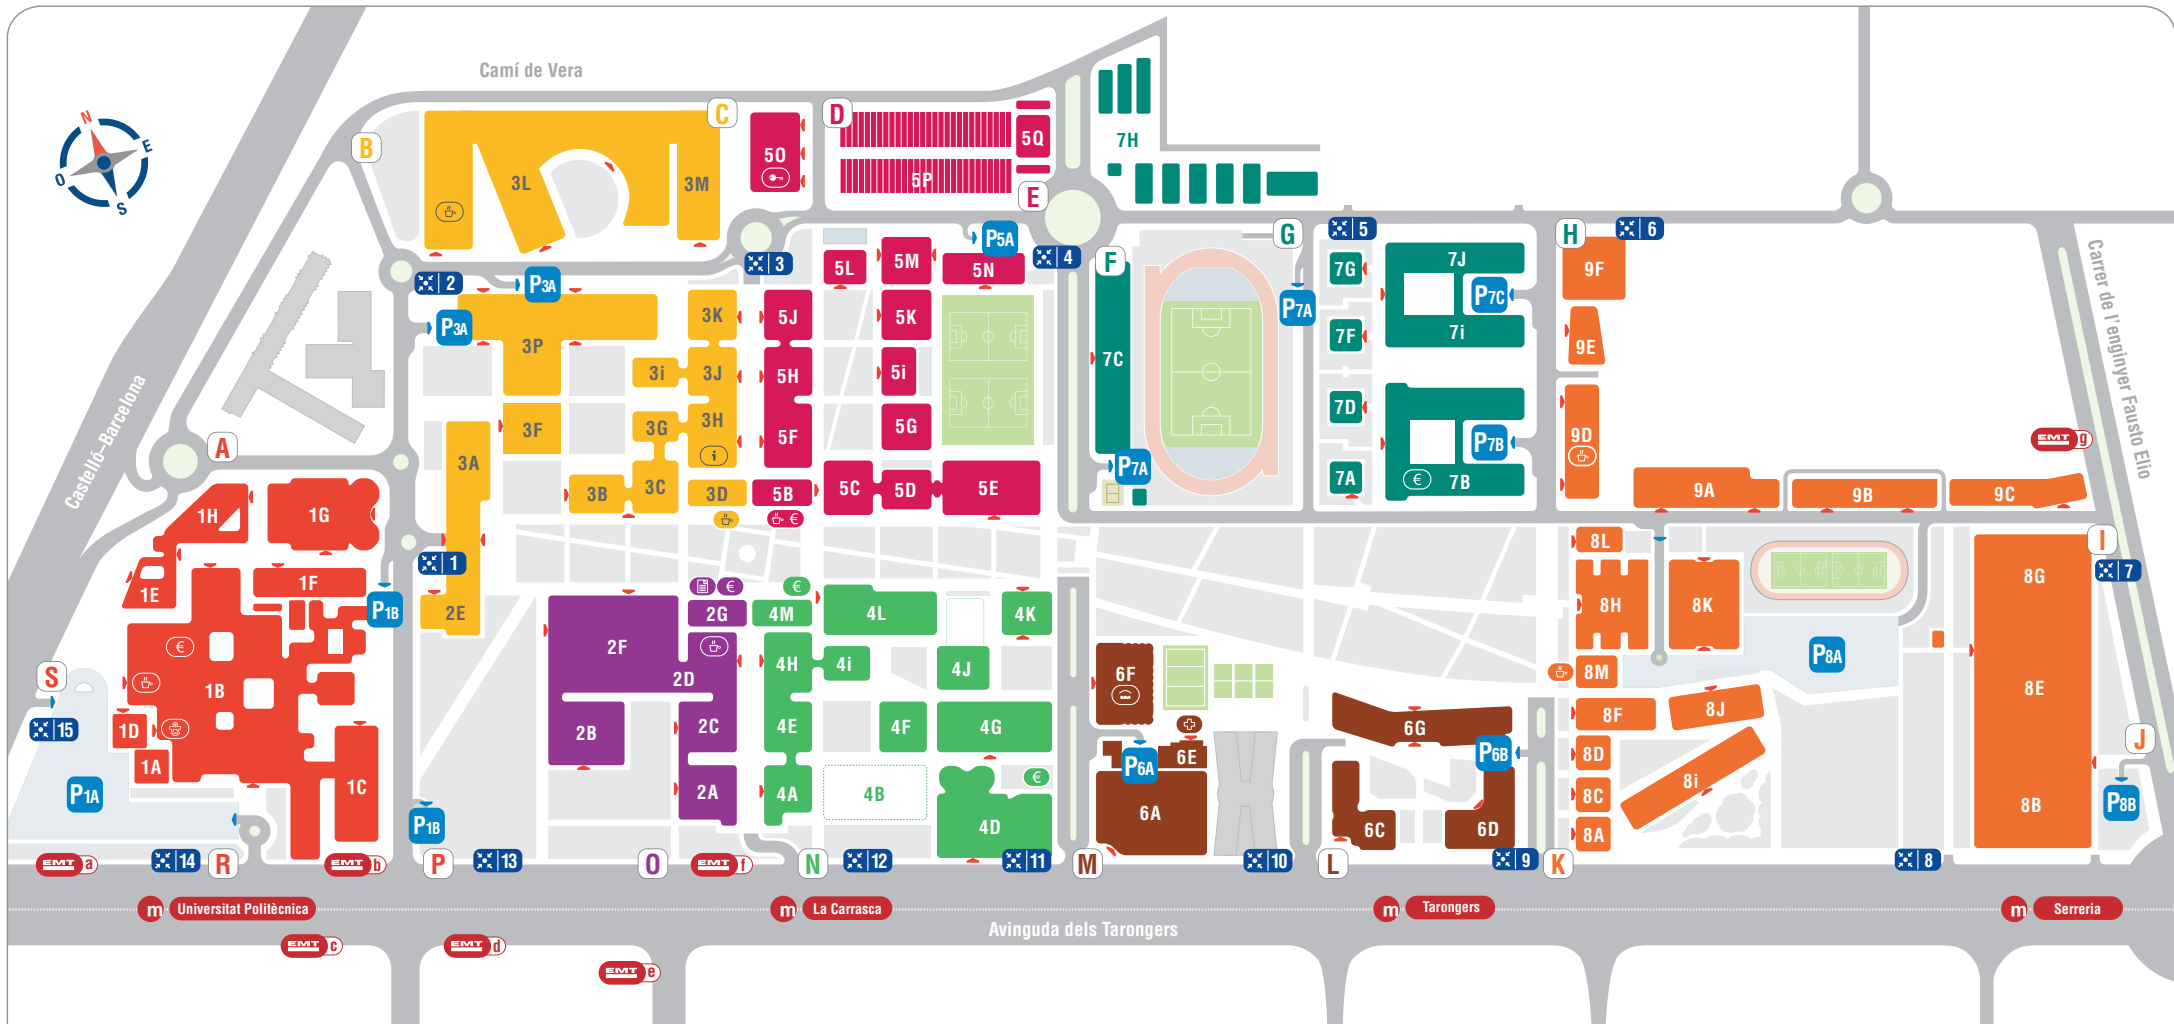 Camí de Vera
N
E
S
O
B
C
D
E
3L
3M
5O
5P
5Q
7H
A
2
3
4
5
6
P3A
P3A
P5A
F
G
H
5L
5M
5N
7G
7J
P7C
7i
9F
9E
Carrer de l'enginyer Fausto Elio
Castelló–Barcelona
3P
3K
5J
5K
7C
P7A
7F
3i
3J
5H
5i
3F
3G
3H
5F
5G
7D
P7B
9D
EMT g
3A
3B
3C
3D
5B
5C
5D
5E
P7A
7A
7B
9A
9B
9C
1H
1G
1
1E
1F
P1B
2E
2G
4M
4L
4K
8L
8H
8K
8G
I
7
S
15
1B
2F
2D
4H
4i
4J
6F
8M
P8A
8E
1D
1A
1C
P1A
2B
2C
4E
4F
4G
6E
P6A
6G
P6B
8F
8J
8D
8i
J
P1B
2A
4A
4B
4D
6A
6C
6D
8C
8A
8B
P8B
EMT a
14
R
EMT b
P
13
O
EMT f
N
12
11
M
10
L
9
K
8
m Universitat Politècnica
m La Carrasca
m Tarongers
m Serreria
Avinguda dels Tarongers
EMT c
EMT d
EMT e